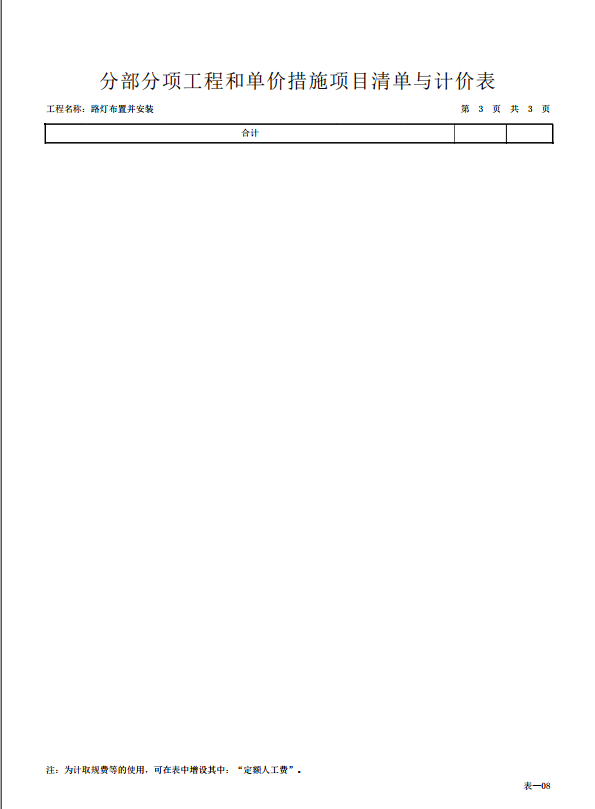 分部分项工程和单价措施项目清单与计价表
工程名称：路灯布置并安装 第 3 页 共 3 页
合计
注：为计取规费等的使用，可在表中增设其中：“定额人工费”。
表—08